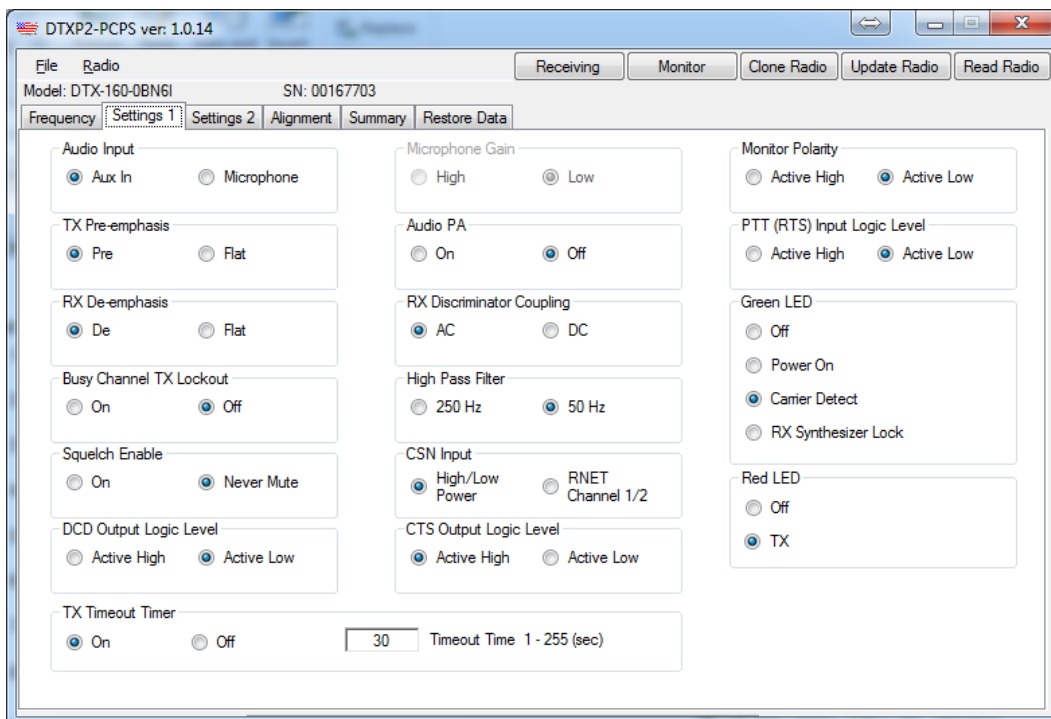 DTXP2-PCPS ver: 1.0.14
File Radio Receiving Monitor Clone Radio Update Radio Read Radio
Model: DTX-160-0BN6I SN: 00167703
Frequency Settings 1 Settings 2 Alignment Summary Restore Data
Audio Input
Aux In Microphone
Microphone Gain
High Low
Monitor Polarity
Active High Active Low
TX Pre-emphasis
Pre Flat
Audio PA
On Off
PTT (RTS) Input Logic Level
Active High Active Low
RX De-emphasis
De Flat
RX Discriminator Coupling
AC DC
Green LED
Off
Power On
Carrier Detect
RX Synthesizer Lock
Busy Channel TX Lockout
On Off
High Pass Filter
250 Hz 50 Hz
Squelch Enable
On Never Mute
CSN Input
High/Low Power
RNET Channel 1/2
Red LED
Off
TX
DCD Output Logic Level
Active High Active Low
CTS Output Logic Level
Active High Active Low
TX Timeout Timer
On Off 30 Timeout Time 1 - 255 (sec)